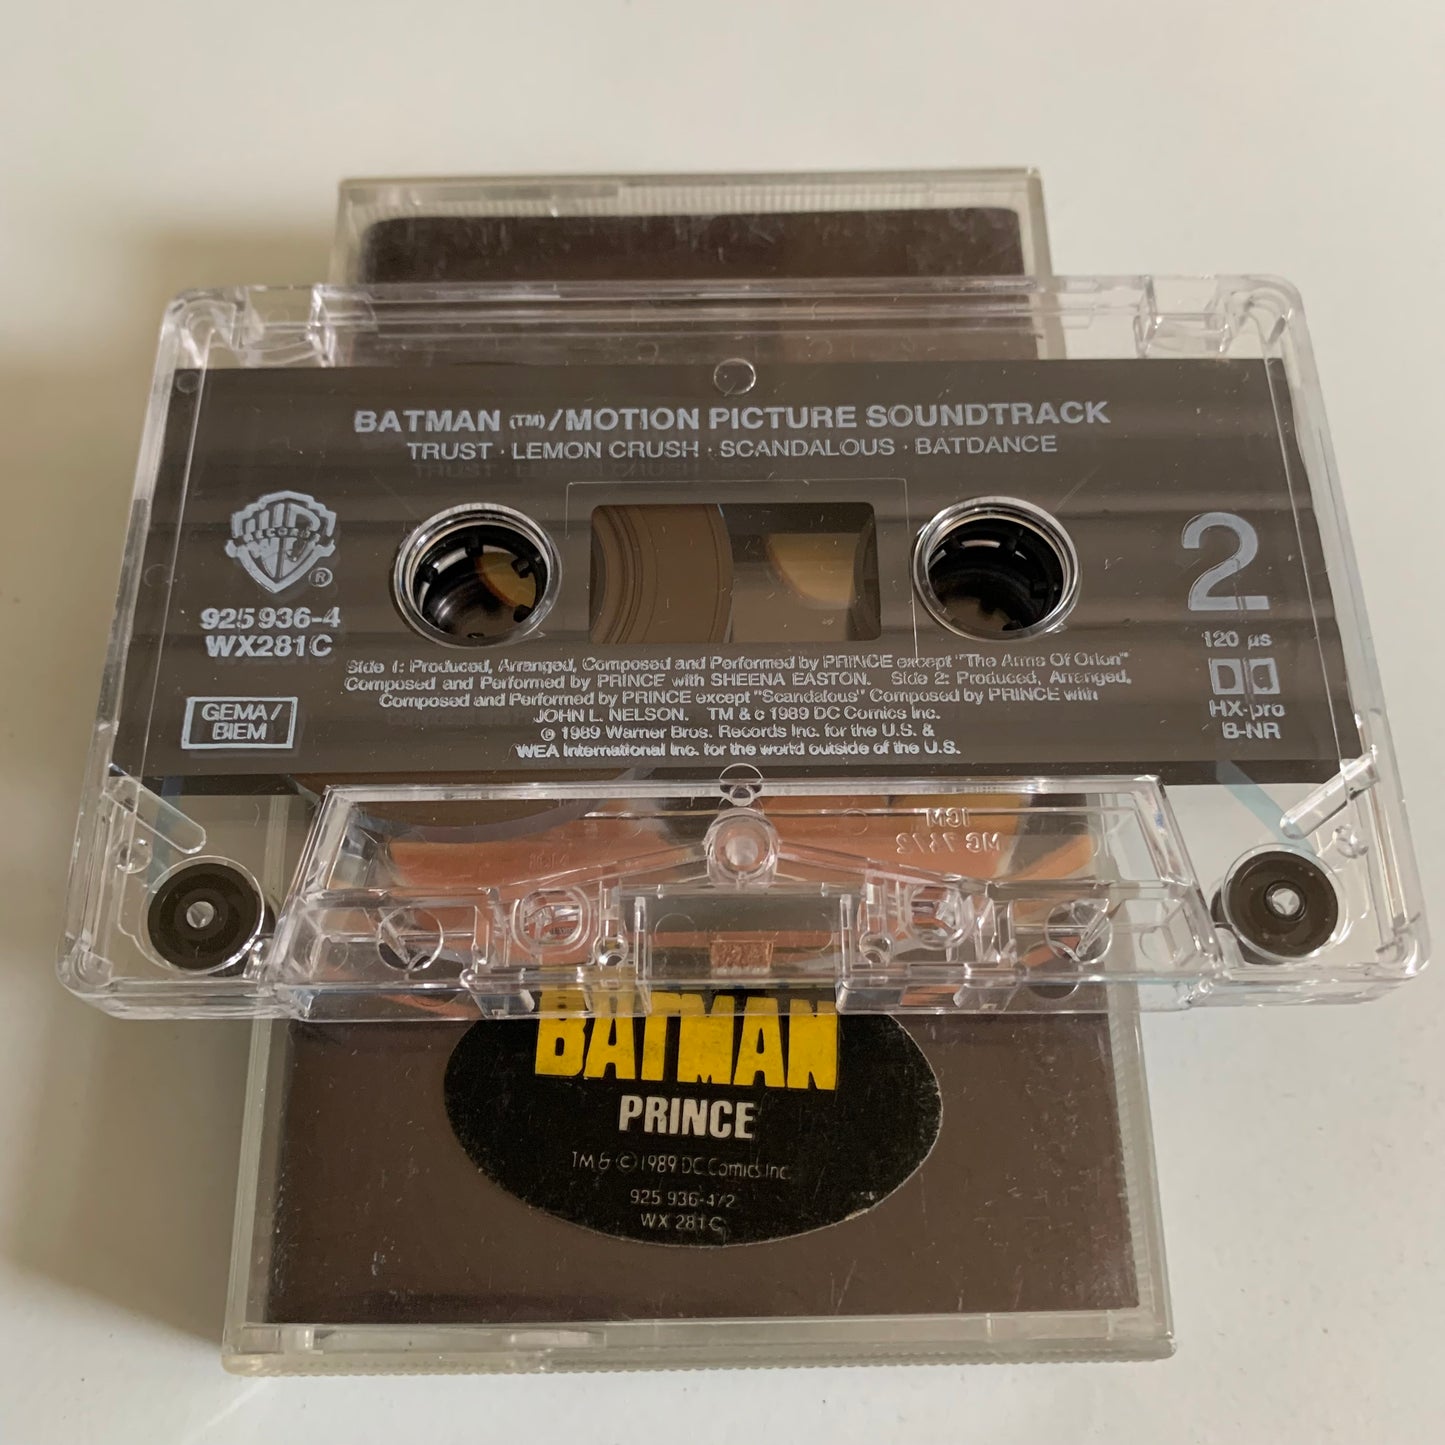 BATMAN (TM)/MOTION PICTURE SOUNDTRACK
TRUST · LEMON CRUSH · SCANDALOUS · BATDANCE
RECORDS
®
925 936-4
WX281C
GEMA/
BIEM
2
120 µs
HX-pro
B-NR
Side 1: Produced, Arranged, Composed and Performed by PRINCE except "The Arms Of Orion"
Composed and Performed by PRINCE with SHEENA EASTON. Side 2: Produced, Arranged,
Composed and Performed by PRINCE except "Scandalous" Composed by PRINCE with
JOHN L. NELSON. TM & c 1989 DC Comics Inc.
℗ 1989 Warner Bros. Records Inc. for the U.S. &
WEA International Inc. for the world outside of the U.S.
BATMAN
PRINCE
TM & © 1989 DC Comics Inc.
925 936-4/2
WX 281C